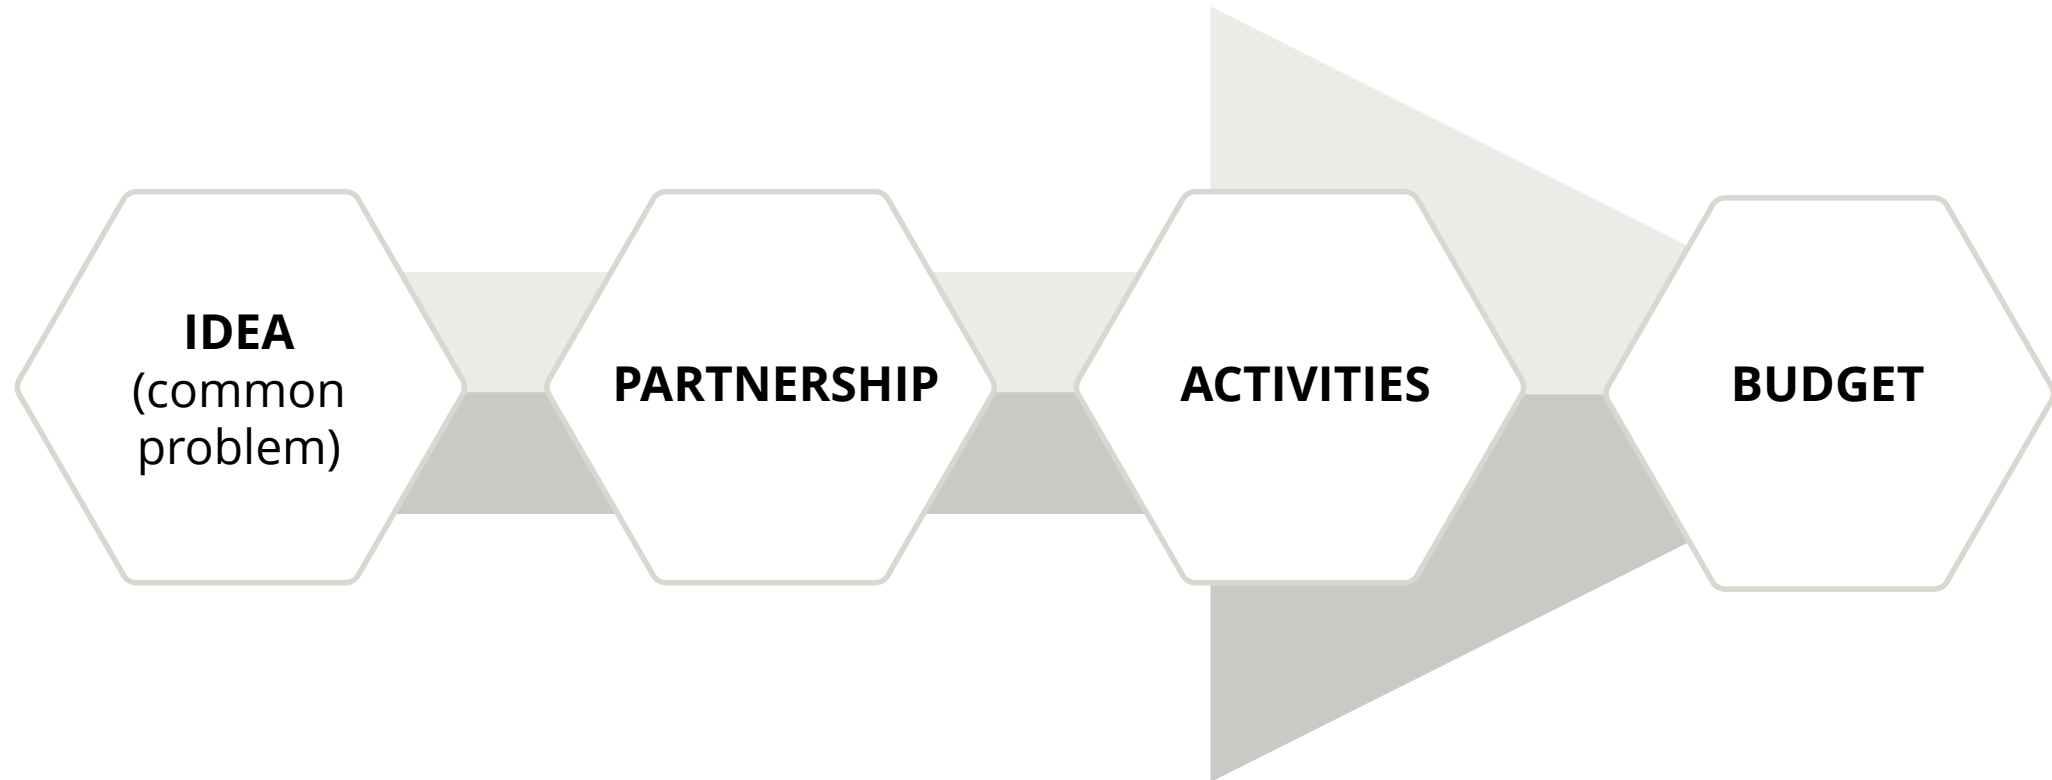 IDEA
(common
problem)
PARTNERSHIP
ACTIVITIES
BUDGET